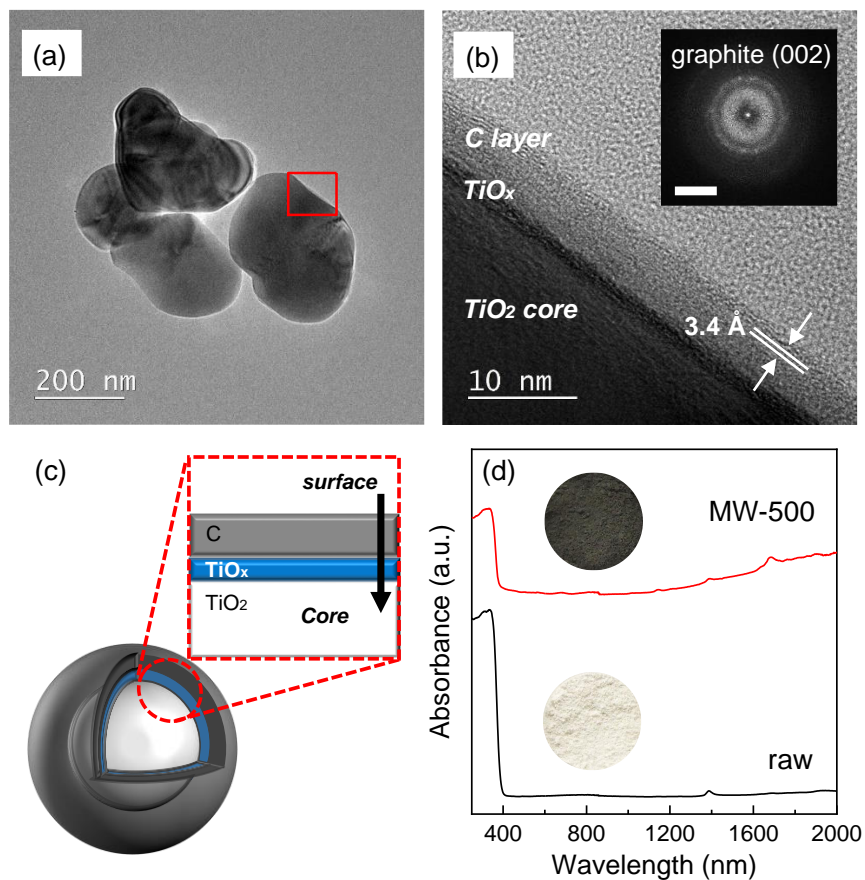 (a)
200 nm
(b)
graphite (002)
C layer
TiOₓ
TiO₂ core
3.4 Å
10 nm
(c)
surface
C
TiOₓ
TiO₂
Core
(d)
MW-500
raw
Absorbance (a.u.)
400 800 1200 1600 2000
Wavelength (nm)